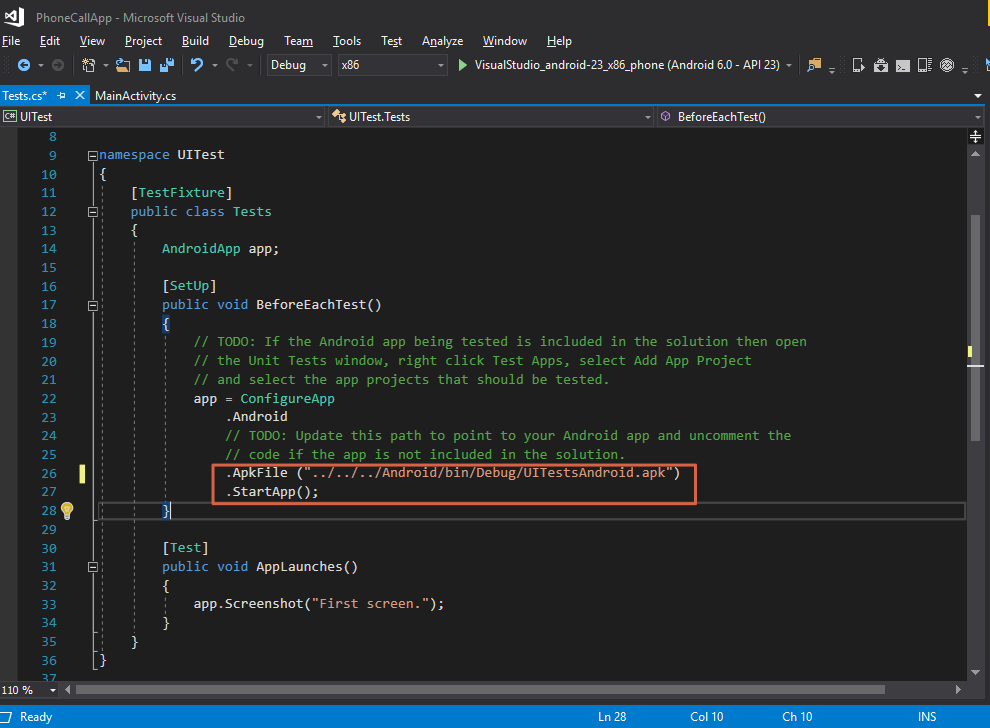 PhoneCallApp - Microsoft Visual Studio
File Edit View Project Build Debug Team Tools Test Analyze Window Help
Debug x86 VisualStudio_android-23_x86_phone (Android 6.0 - API 23)
Tests.cs* MainActivity.cs
C# UITest UITest.Tests BeforeEachTest()
8
9 namespace UITest
10 {
11 [TestFixture]
12 public class Tests
13 {
14 AndroidApp app;
15
16 [SetUp]
17 public void BeforeEachTest()
18 {
19 // TODO: If the Android app being tested is included in the solution then open
20 // the Unit Tests window, right click Test Apps, select Add App Project
21 // and select the app projects that should be tested.
22 app = ConfigureApp
23 .Android
24 // TODO: Update this path to point to your Android app and uncomment the
25 // code if the app is not included in the solution.
26 .ApkFile ("../../../Android/bin/Debug/UITestsAndroid.apk")
27 .StartApp();
28 }
29
30 [Test]
31 public void AppLaunches()
32 {
33 app.Screenshot("First screen.");
34 }
35 }
36 }
37
110 %
Ready Ln 28 Col 10 Ch 10 INS